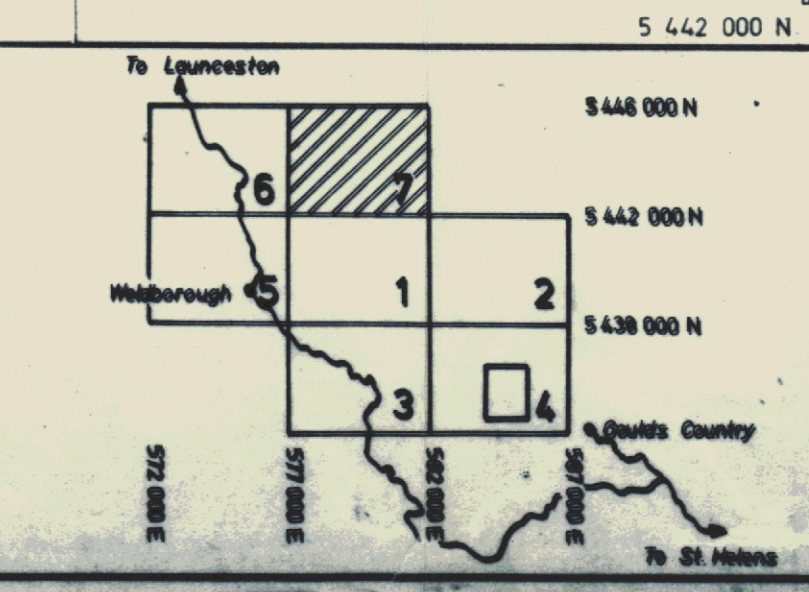 5 442 000 N
To Launceston
5 446 000 N
6
7
5 442 000 N
Weldborough
5
1
2
5 438 000 N
3
4
Goulds Country
572 000 E
577 000 E
582 000 E
587 000 E
To St. Helens